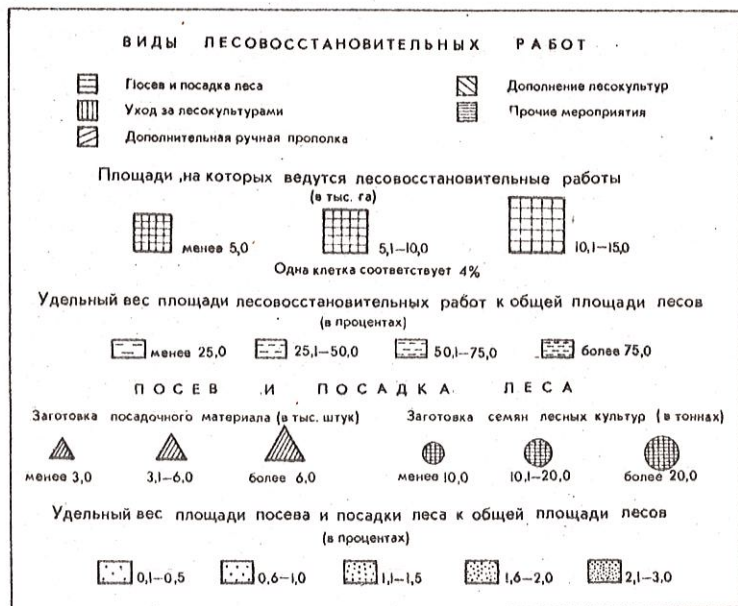 ВИДЫ ЛЕСОВОССТАНОВИТЕЛЬНЫХ РАБОТ
Посев и посадка леса
Дополнение лесокультур
Уход за лесокультурами
Прочие мероприятия
Дополнительная ручная прополка
Площади ,на которых ведутся лесовосстановительные работы
(в тыс. га)
менее 5,0
5,1–10,0
10,1–15,0
Одна клетка соответствует 4%
Удельный вес площади лесовосстановительных работ к общей площади лесов
(в процентах)
менее 25,0
25,1–50,0
50,1–75,0
более 75,0
ПОСЕВ И ПОСАДКА ЛЕСА
Заготовка посадочного материала (в тыс. штук)
Заготовка семян лесных культур (в тоннах)
менее 3,0
3,1–6,0
более 6,0
менее 10,0
10,1–20,0
более 20,0
Удельный вес площади посева и посадки леса к общей площади лесов
(в процентах)
0,1–0,5
0,6–1,0
1,1–1,5
1,6–2,0
2,1–3,0